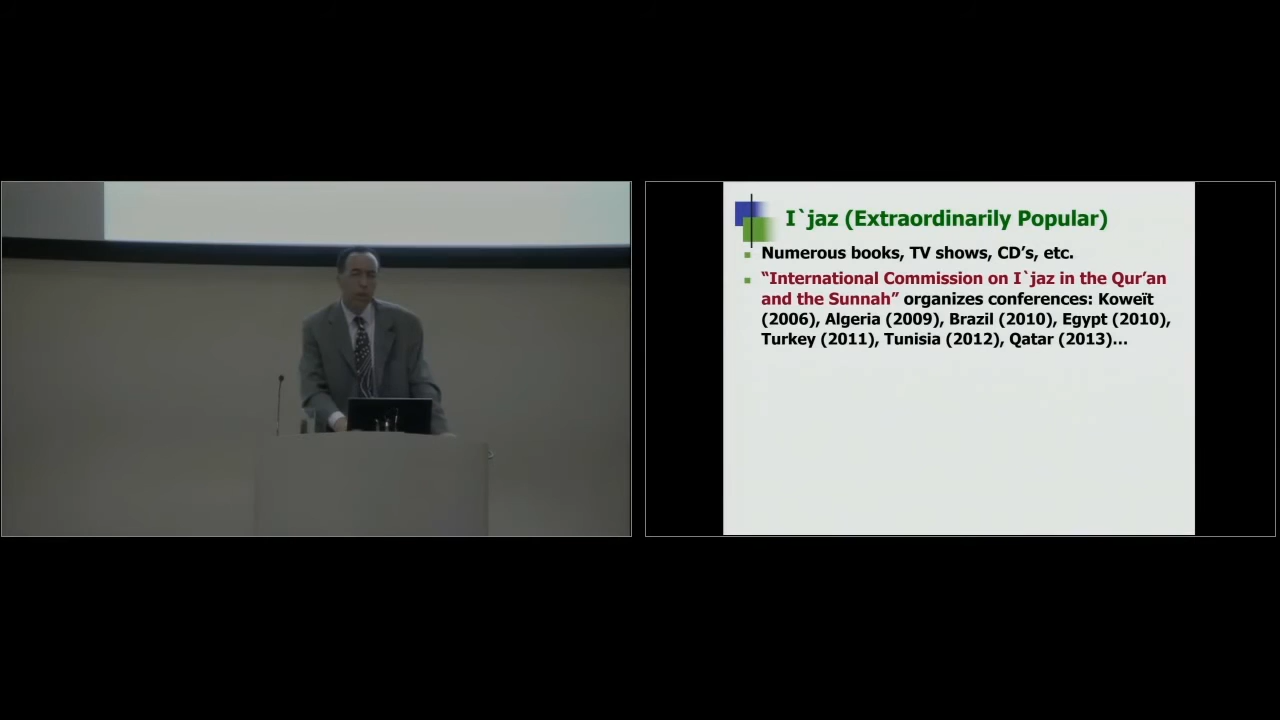 I`jaz (Extraordinarily Popular)
Numerous books, TV shows, CD’s, etc.
“International Commission on I`jaz in the Qur’an
and the Sunnah” organizes conferences: Koweït
(2006), Algeria (2009), Brazil (2010), Egypt (2010),
Turkey (2011), Tunisia (2012), Qatar (2013)…